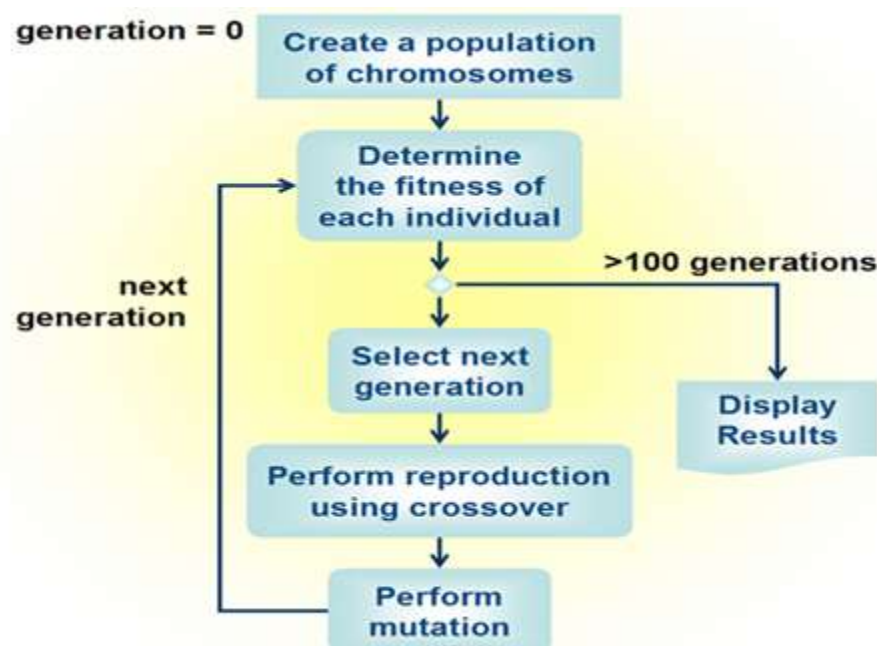 generation = 0
Create a population
of chromosomes
Determine
the fitness of
each individual
>100 generations
next
generation
Select next
generation
Display
Results
Perform reproduction
using crossover
Perform
mutation